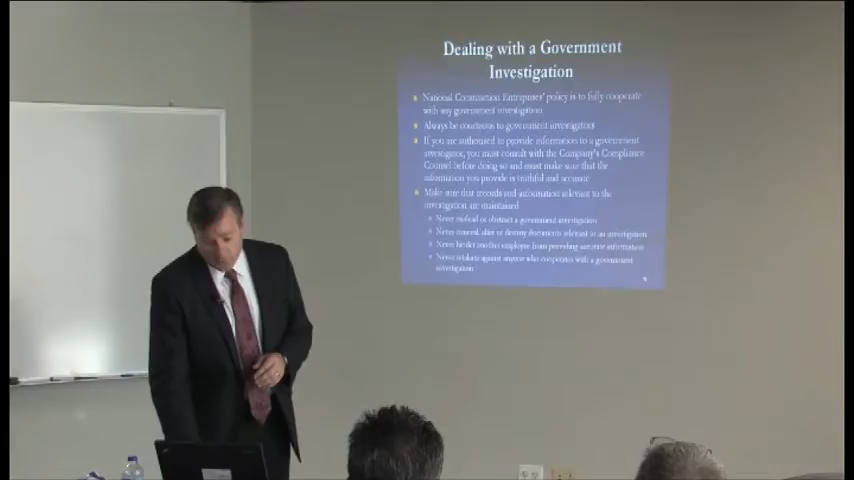 Dealing with a Government
Investigation
National Construction Enterprises' policy is to fully cooperate
with any government investigation
Always be courteous to government investigators
If you are authorized to provide information to a government
investigator, you must consult with the Company's Compliance
Counsel before doing so and must make sure that the
information you provide is truthful and accurate
Make sure that records and information relevant to the
investigation are maintained
Never mislead or obstruct a government investigation
Never conceal, alter or destroy documents relevant to an investigation
Never hinder another employee from providing accurate information
Never retaliate against anyone who cooperates with a government
investigation